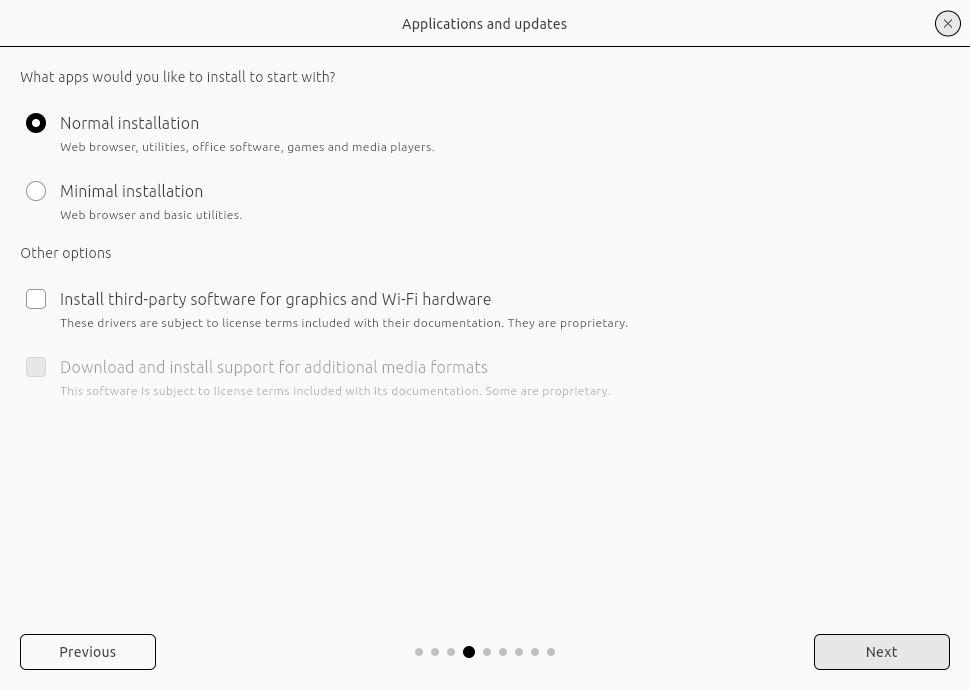 Applications and updates
What apps would you like to install to start with?
Normal installation
Web browser, utilities, office software, games and media players.
Minimal installation
Web browser and basic utilities.
Other options
Install third-party software for graphics and Wi-Fi hardware
These drivers are subject to license terms included with their documentation. They are proprietary.
Download and install support for additional media formats
This software is subject to license terms included with its documentation. Some are proprietary.
Previous
Next